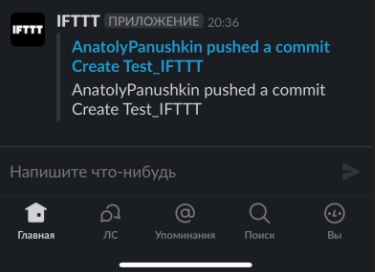 IFTTT
IFTTT ПРИЛОЖЕНИЕ 20:36
AnatolyPanushkin pushed a commit
Create Test_IFTTT
AnatolyPanushkin pushed a commit
Create Test_IFTTT
Напишите что-нибудь
Главная ЛС Упоминания Поиск Вы